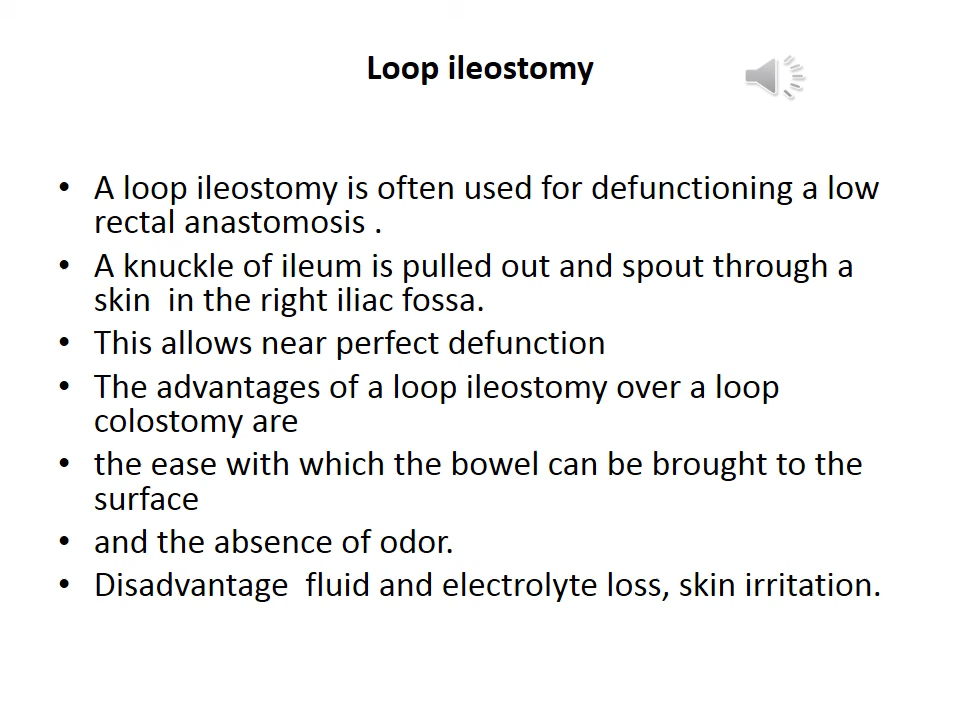 Loop ileostomy
• A loop ileostomy is often used for defunctioning a low
rectal anastomosis .
• A knuckle of ileum is pulled out and spout through a
skin  in the right iliac fossa.
• This allows near perfect defunction
• The advantages of a loop ileostomy over a loop
colostomy are
• the ease with which the bowel can be brought to the
surface
• and the absence of odor.
• Disadvantage  fluid and electrolyte loss, skin irritation.